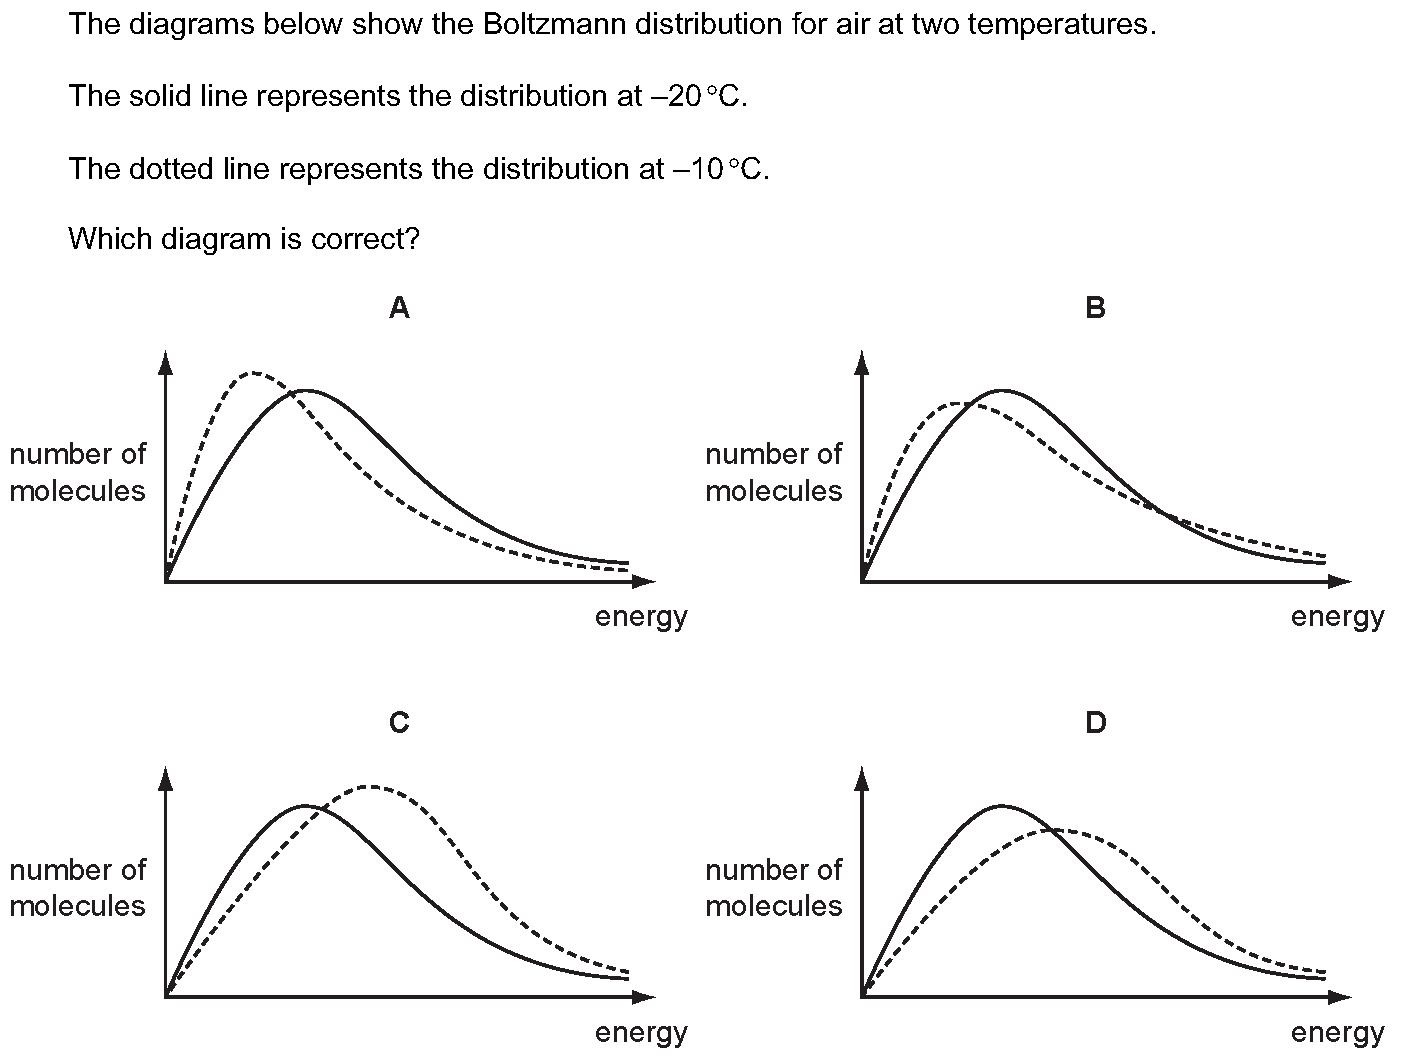 The diagrams below show the Boltzmann distribution for air at two temperatures.
The solid line represents the distribution at –20 °C.
The dotted line represents the distribution at –10 °C.
Which diagram is correct?
A
number of
molecules
energy
B
number of
molecules
energy
C
number of
molecules
energy
D
number of
molecules
energy